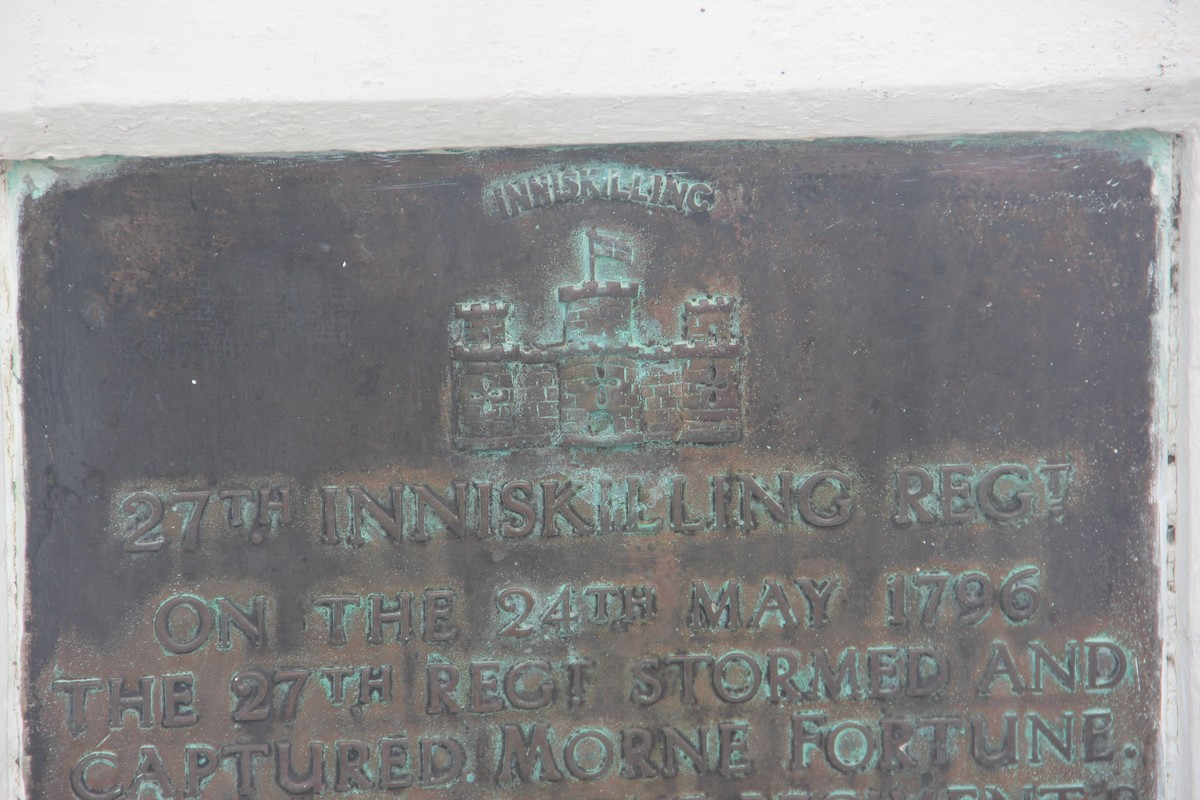 INNISKILLING
27TH INNISKILLING REGT
ON THE 24TH MAY 1796
THE 27TH REGT STORMED AND
CAPTURED MORNE FORTUNE.